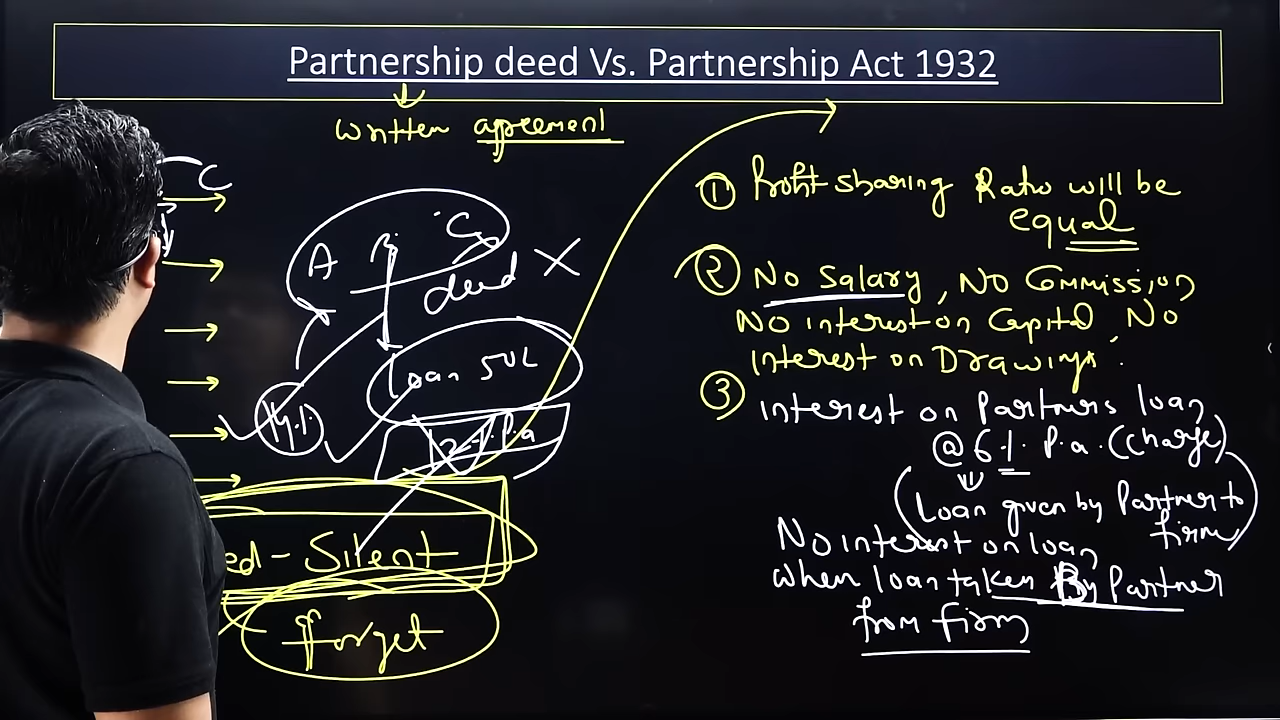 Partnership deed Vs. Partnership Act 1932
written agreement
C
A B C
deed X
Loan 50L
12% p.a
ed - Silent
forget
① Profit sharing Ratio will be
equal
② No Salary, No Commission
No interest on Capital, No
interest on Drawings.
③ interest on Partners loan
@ 6% P.a. (charge)
(Loan given by Partner to
firm)
No interest on loan
when loan taken By Partner
from firm